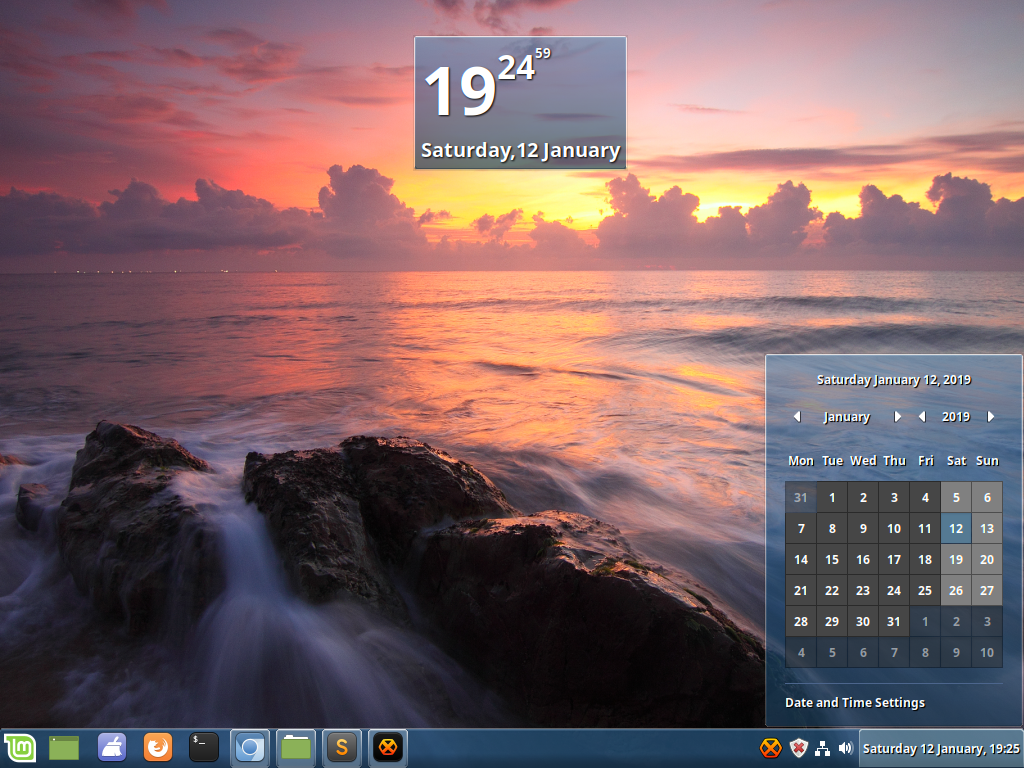 19 24 59
Saturday,12 January
Saturday January 12, 2019
January 2019
Mon Tue Wed Thu Fri Sat Sun
31 1 2 3 4 5 6
7 8 9 10 11 12 13
14 15 16 17 18 19 20
21 22 23 24 25 26 27
28 29 30 31 1 2 3
4 5 6 7 8 9 10
Date and Time Settings
$_ S Saturday 12 January, 19:25